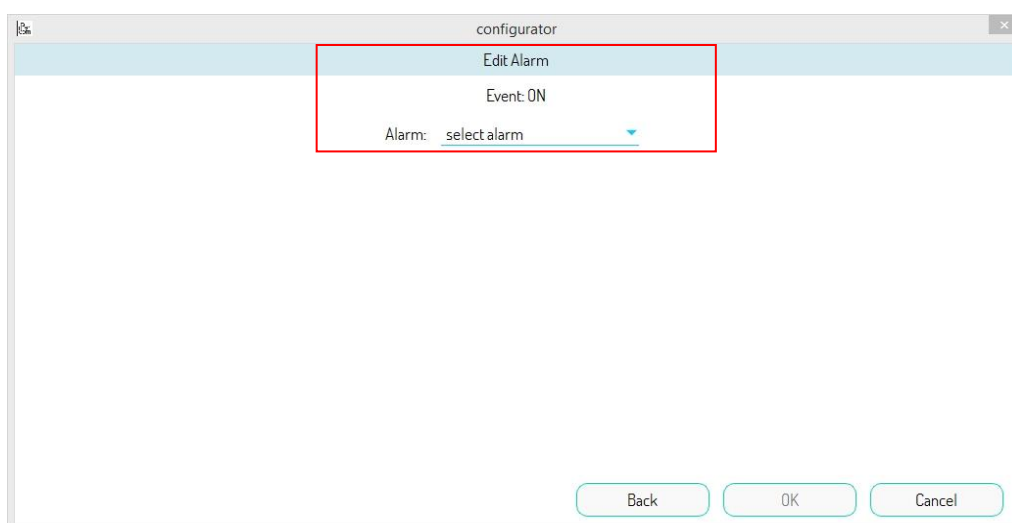 configurator
Edit Alarm
Event: ON
Alarm: select alarm
Back OK Cancel